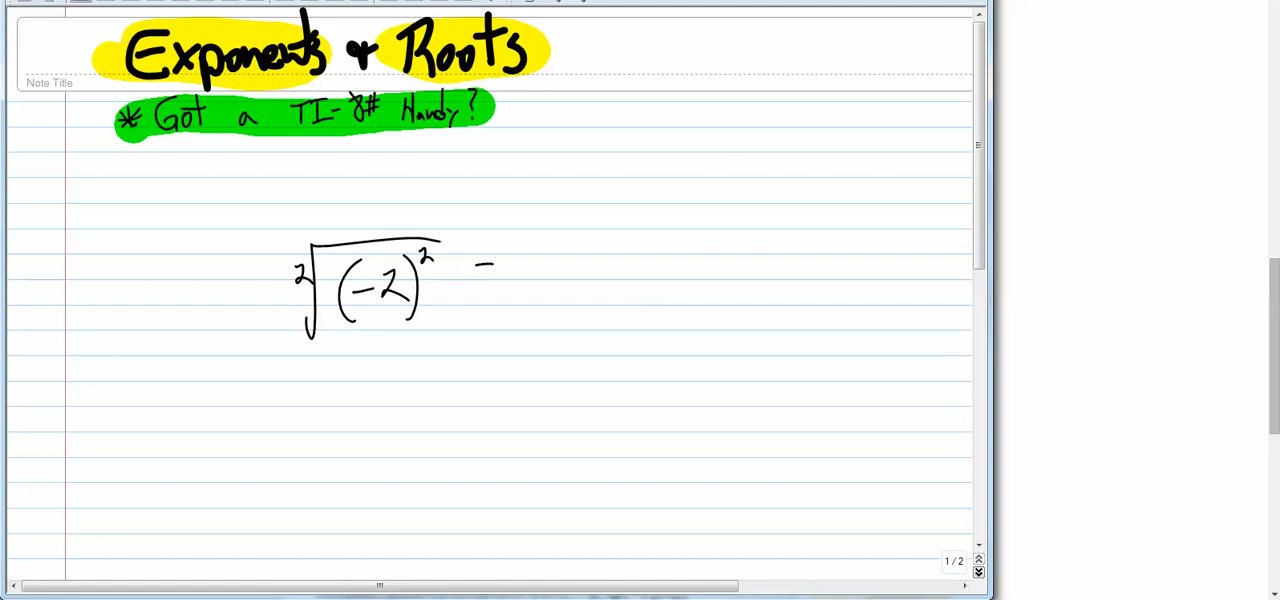 Exponents & Roots
Note Title
* Got a TI-8# Handy?
²√(-2)² =
1 / 2